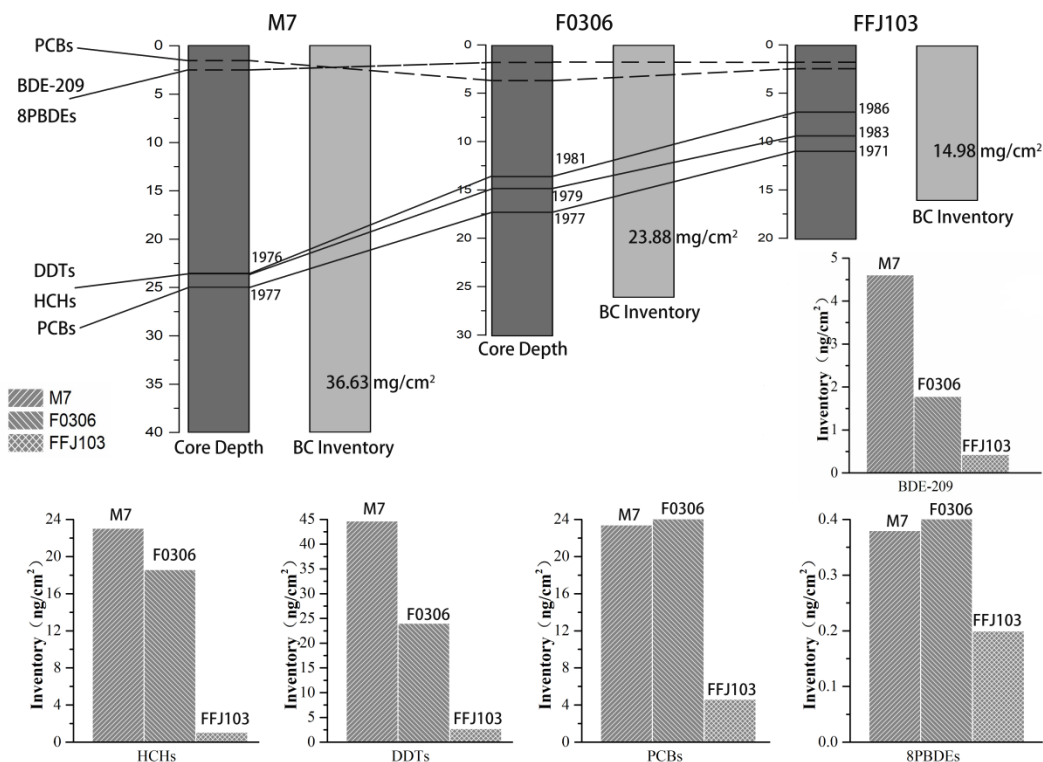 M7
F0306
FFJ103
PCBs
BDE-209
8PBDEs
DDTs
HCHs
PCBs
0
5
10
15
20
25
30
35
40
1976
1977
Core Depth
36.63 mg/cm²
BC Inventory
0
5
10
15
20
25
30
1981
1979
1977
Core Depth
23.88 mg/cm²
BC Inventory
0
5
10
15
20
1986
1983
1971
14.98 mg/cm²
BC Inventory
M7
F0306
FFJ103
Inventory（ng/cm²）
5
4
2
1
0
M7
F0306
FFJ103
BDE-209
Inventory（ng/cm²）
24
20
16
12
8
4
0
M7
F0306
FFJ103
HCHs
Inventory（ng/cm²）
45
40
35
30
25
20
15
10
5
0
M7
F0306
FFJ103
DDTs
Inventory（ng/cm²）
24
20
16
12
8
4
0
M7
F0306
FFJ103
PCBs
Inventory（ng/cm²）
0.4
0.3
0.2
0.1
0.0
M7
F0306
FFJ103
8PBDEs